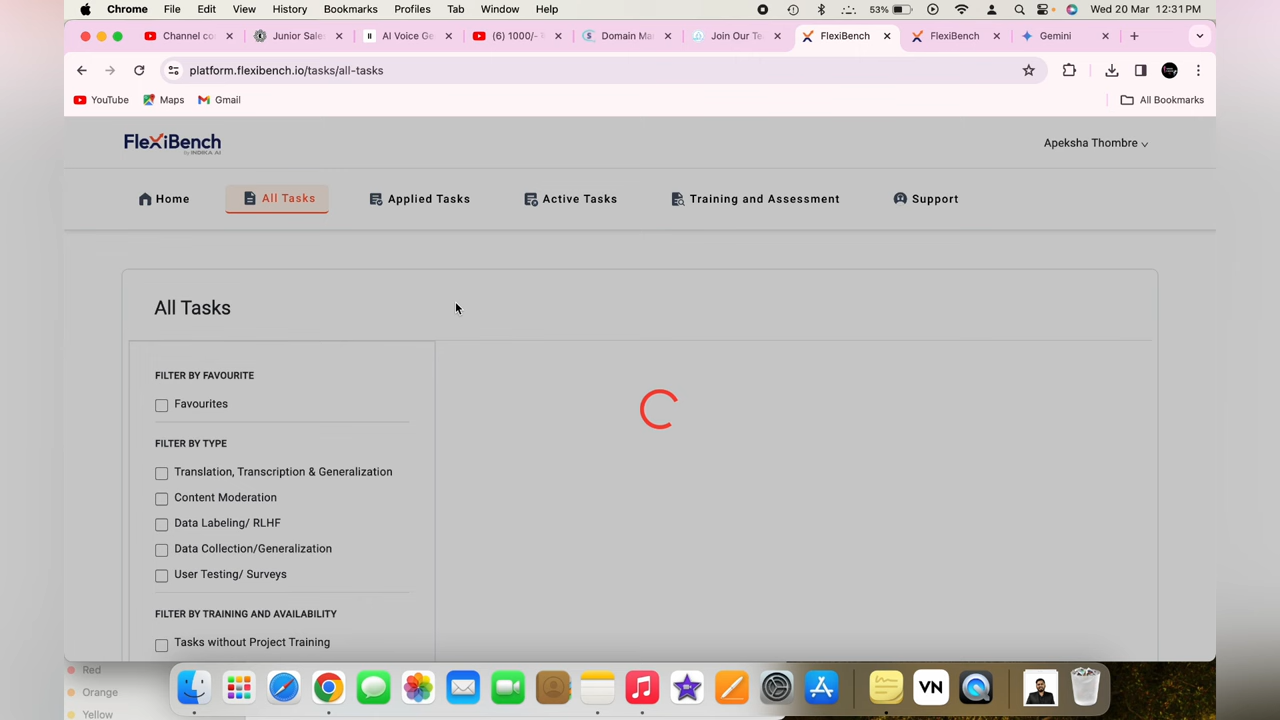 Chrome File Edit View History Bookmarks Profiles Tab Window Help 53% Wed 20 Mar 12:31 PM
Channel co Junior Sale AI Voice Ge (6) 1000/- Domain Ma Join Our Te FlexiBench FlexiBench Gemini
platform.flexibench.io/tasks/all-tasks
YouTube Maps Gmail All Bookmarks
FlexiBench
by INDIKA AI
Apeksha Thombre
Home All Tasks Applied Tasks Active Tasks Training and Assessment Support
All Tasks
FILTER BY FAVOURITE
Favourites
FILTER BY TYPE
Translation, Transcription & Generalization
Content Moderation
Data Labeling/ RLHF
Data Collection/Generalization
User Testing/ Surveys
FILTER BY TRAINING AND AVAILABILITY
Tasks without Project Training
Red
Orange
Yellow
VN